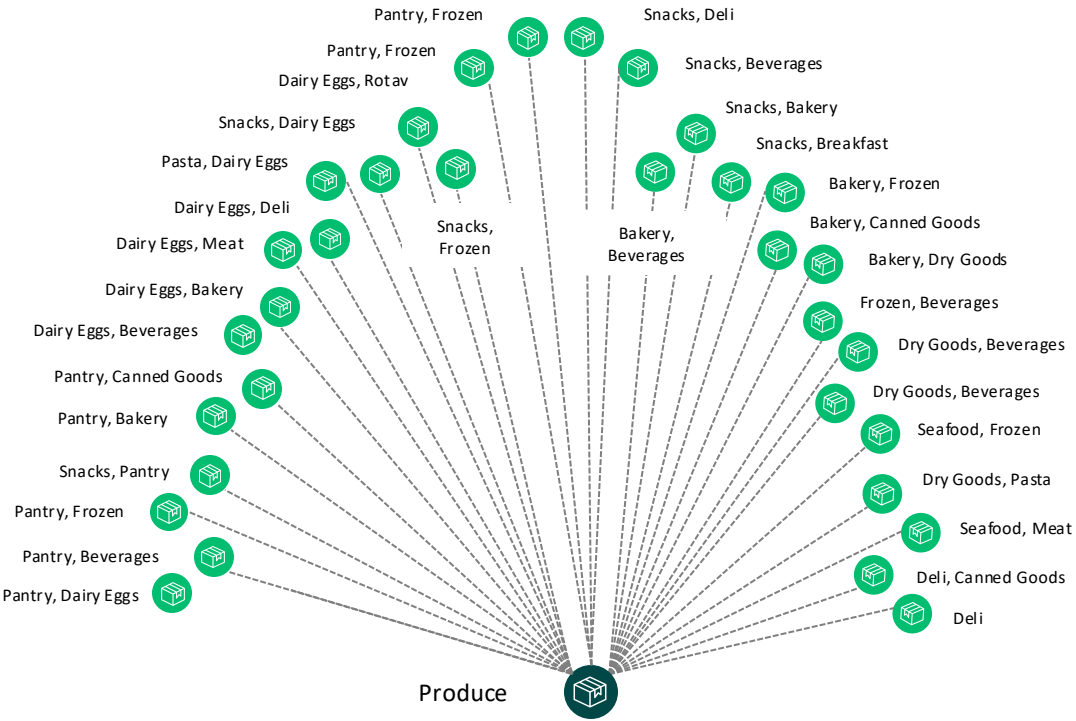 Pantry, Frozen
Snacks, Deli
Pantry, Frozen
Snacks, Beverages
Dairy Eggs, Rotav
Snacks, Bakery
Snacks, Dairy Eggs
Snacks, Breakfast
Pasta, Dairy Eggs
Bakery, Frozen
Dairy Eggs, Deli
Bakery, Canned Goods
Snacks,
Frozen
Bakery,
Beverages
Dairy Eggs, Meat
Bakery, Dry Goods
Dairy Eggs, Bakery
Frozen, Beverages
Dairy Eggs, Beverages
Dry Goods, Beverages
Pantry, Canned Goods
Dry Goods, Beverages
Pantry, Bakery
Seafood, Frozen
Snacks, Pantry
Dry Goods, Pasta
Pantry, Frozen
Seafood, Meat
Pantry, Beverages
Deli, Canned Goods
Pantry, Dairy Eggs
Deli
Produce